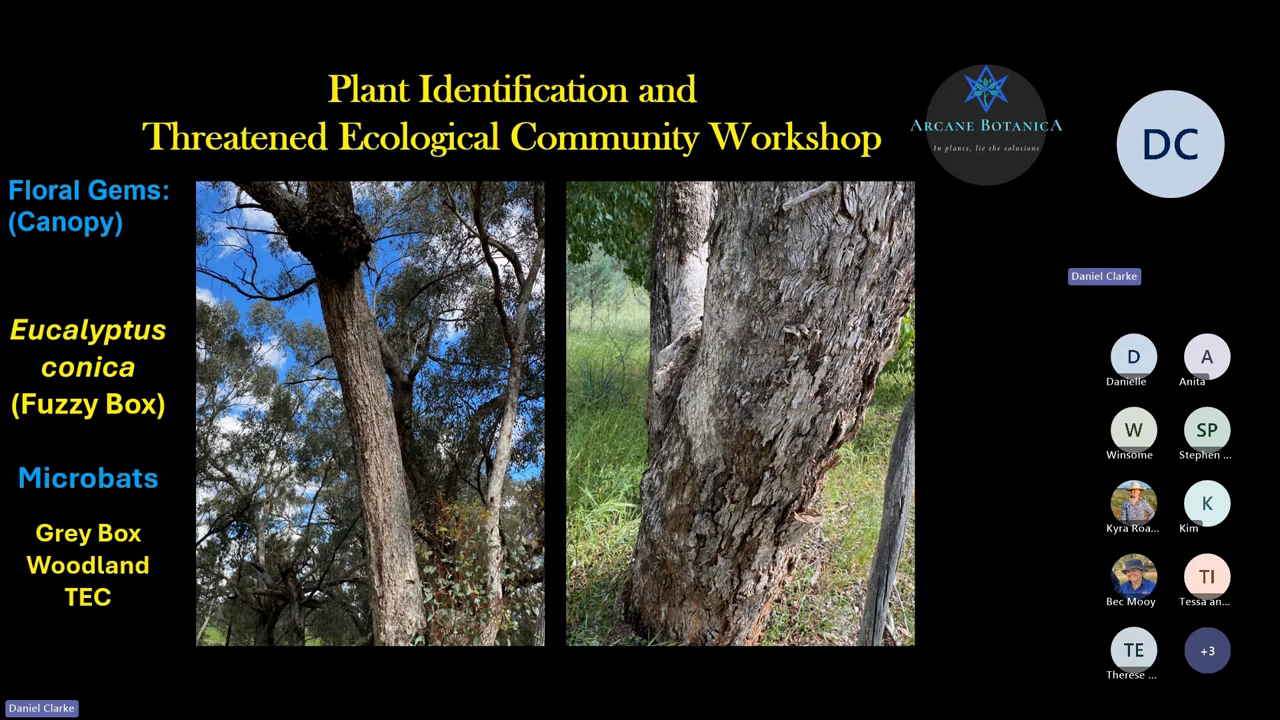 Plant Identification and
Threatened Ecological Community Workshop
ARCANE BOTANICA
In plants, lie the solutions
DC
Daniel Clarke
Floral Gems:
(Canopy)
Eucalyptus
conica
(Fuzzy Box)
Microbats
Grey Box
Woodland
TEC
D
Danielle
A
Anita
W
Winsome
SP
Stephen ...
Kyra Roa...
K
Kim
Bec Mooy
TI
Tessa an...
TE
Therese ...
+3
Daniel Clarke